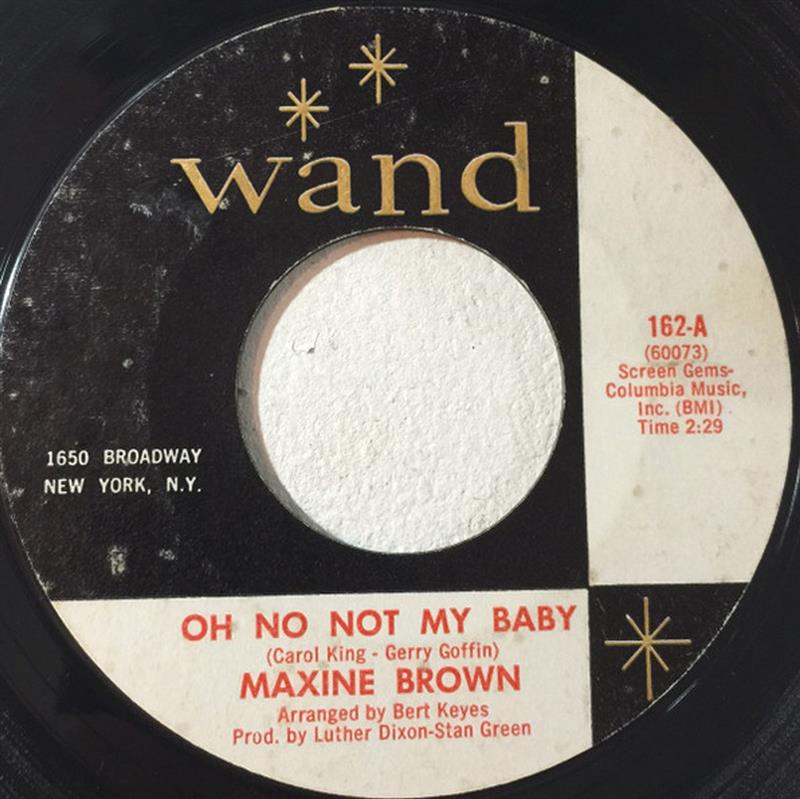 wand
162-A
(60073)
Screen Gems-
Columbia Music,
Inc. (BMI)
Time 2:29
1650 BROADWAY
NEW YORK, N.Y.
OH NO NOT MY BABY
(Carol King - Gerry Goffin)
MAXINE BROWN
Arranged by Bert Keyes
Prod. by Luther Dixon-Stan Green